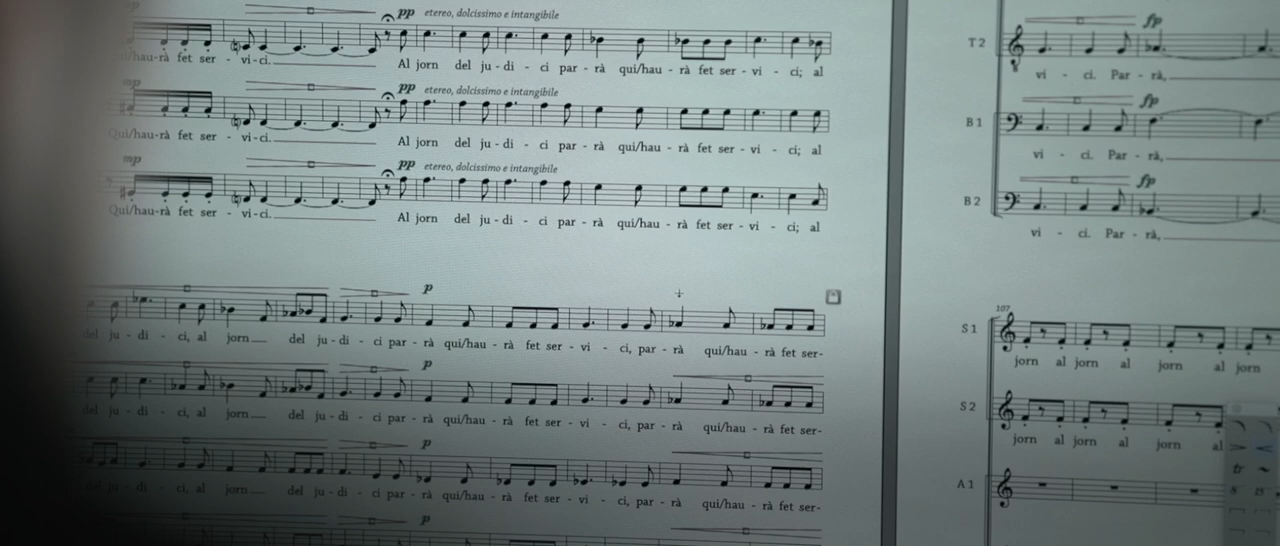 pp etereo, dolcissimo e intangibile
hau-rà fet ser - vi-ci. Al jorn del ju - di - ci par - rà qui/hau - rà fet ser - vi - ci; al
mp
pp etereo, dolcissimo e intangibile
Qui/hau-rà fet ser - vi-ci. Al jorn del ju - di - ci par - rà qui/hau - rà fet ser - vi - ci; al
mp
pp etereo, dolcissimo e intangibile
Qui/hau-rà fet ser - vi-ci. Al jorn del ju - di - ci par - rà qui/hau - rà fet ser - vi - ci; al
p
del ju - di - ci, al jorn del ju - di - ci par - rà qui/hau - rà fet ser - vi - ci, par - rà qui/hau - rà fet ser-
p
del ju - di - ci, al jorn del ju - di - ci par - rà qui/hau - rà fet ser - vi - ci, par - rà qui/hau - rà fet ser-
p
del ju - di - ci, al jorn del ju - di - ci par - rà qui/hau - rà fet ser - vi - ci, par - rà qui/hau - rà fet ser-
p
fp
T 2
vi - ci. Par - rà,
fp
B 1
vi - ci. Par - rà,
fp
B 2
vi - ci. Par - rà,
107
S 1
jorn al jorn al jorn al jorn
S 2
jorn al jorn al jorn al
A 1
tr